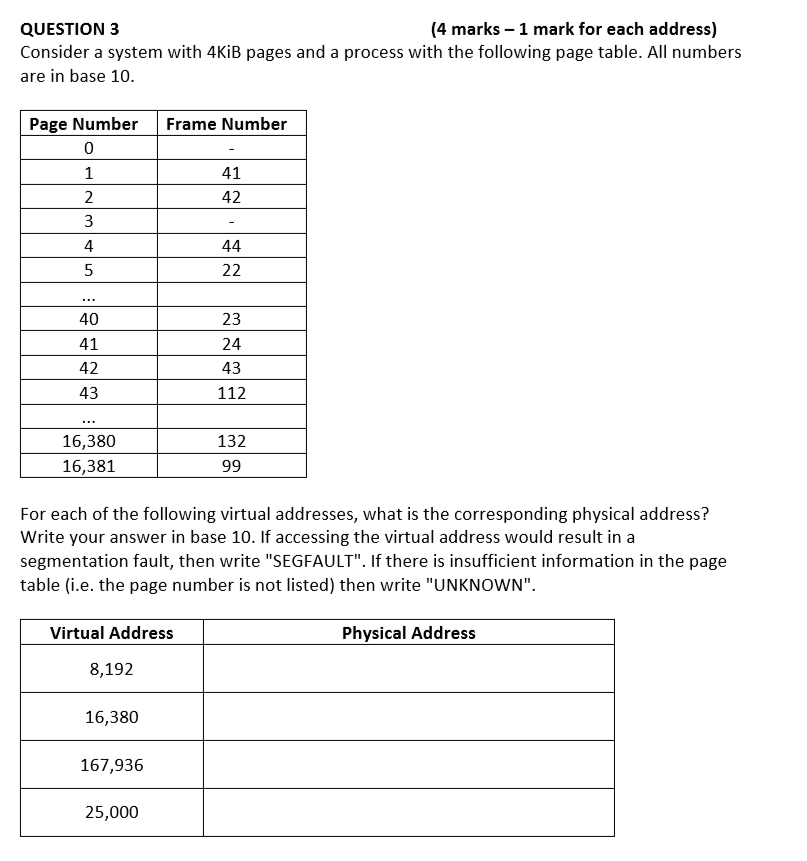 QUESTION 3 (4 marks – 1 mark for each address)
Consider a system with 4KiB pages and a process with the following page table. All numbers
are in base 10.
Page Number Frame Number
0 -
1 41
2 42
3 -
4 44
5 22
...
40 23
41 24
42 43
43 112
...
16,380 132
16,381 99
For each of the following virtual addresses, what is the corresponding physical address?
Write your answer in base 10. If accessing the virtual address would result in a
segmentation fault, then write "SEGFAULT". If there is insufficient information in the page
table (i.e. the page number is not listed) then write "UNKNOWN".
Virtual Address Physical Address
8,192
16,380
167,936
25,000